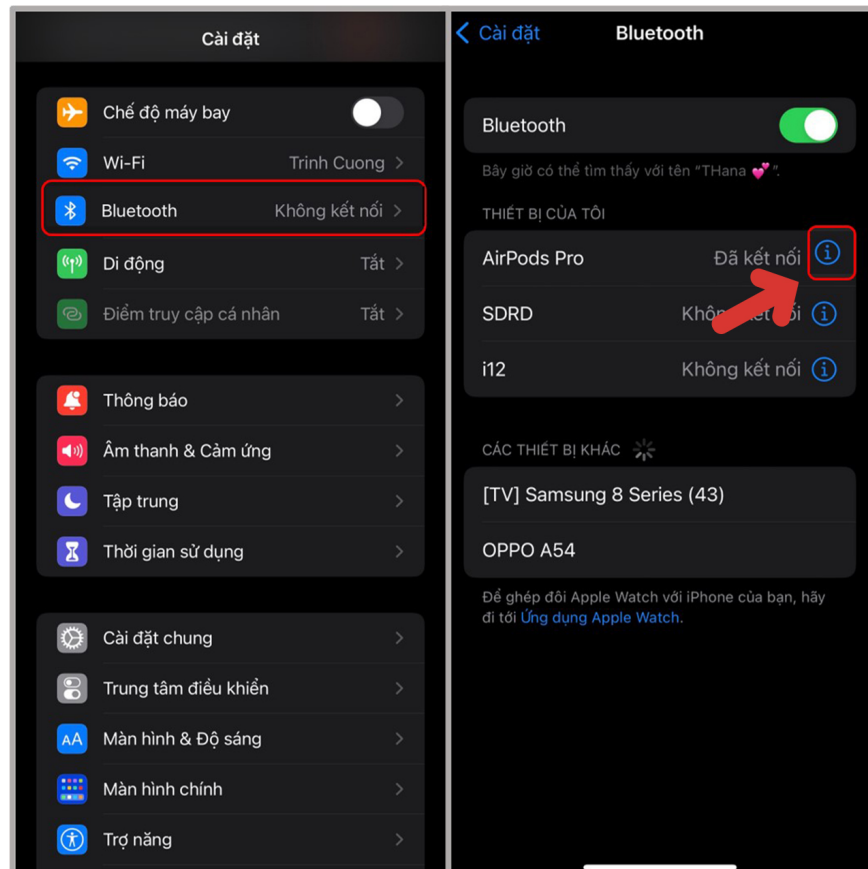 Cài đặt
Chế độ máy bay
Wi-Fi Trinh Cuong
Bluetooth Không kết nối
Di động Tắt
Điểm truy cập cá nhân Tắt
Thông báo
Âm thanh & Cảm ứng
Tập trung
Thời gian sử dụng
Cài đặt chung
Trung tâm điều khiển
AA Màn hình & Độ sáng
Màn hình chính
Trợ năng
Cài đặt Bluetooth
Bluetooth
Bây giờ có thể tìm thấy với tên "THana 💕".
THIẾT BỊ CỦA TÔI
AirPods Pro Đã kết nối
SDRD Không kết nối
i12 Không kết nối
CÁC THIẾT BỊ KHÁC
[TV] Samsung 8 Series (43)
OPPO A54
Để ghép đôi Apple Watch với iPhone của bạn, hãy
đi tới Ứng dụng Apple Watch.